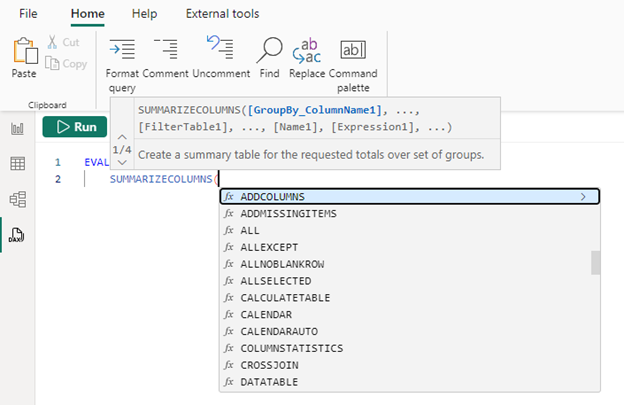 File Home Help External tools
Paste
Cut
Copy
Format query
Comment
Uncomment
Find
Replace
Command palette
Clipboard
SUMMARIZECOLUMNS([GroupBy_ColumnName1], ...,
[FilterTable1], ..., [Name1], [Expression1], ...)
1/4
Create a summary table for the requested totals over set of groups.
Run
1 EVAL
2 SUMMARIZECOLUMNS(
fx ADDCOLUMNS
fx ADDMISSINGITEMS
fx ALL
fx ALLEXCEPT
fx ALLNOBLANKROW
fx ALLSELECTED
fx CALCULATETABLE
fx CALENDAR
fx CALENDARAUTO
fx COLUMNSTATISTICS
fx CROSSJOIN
fx DATATABLE
DAX